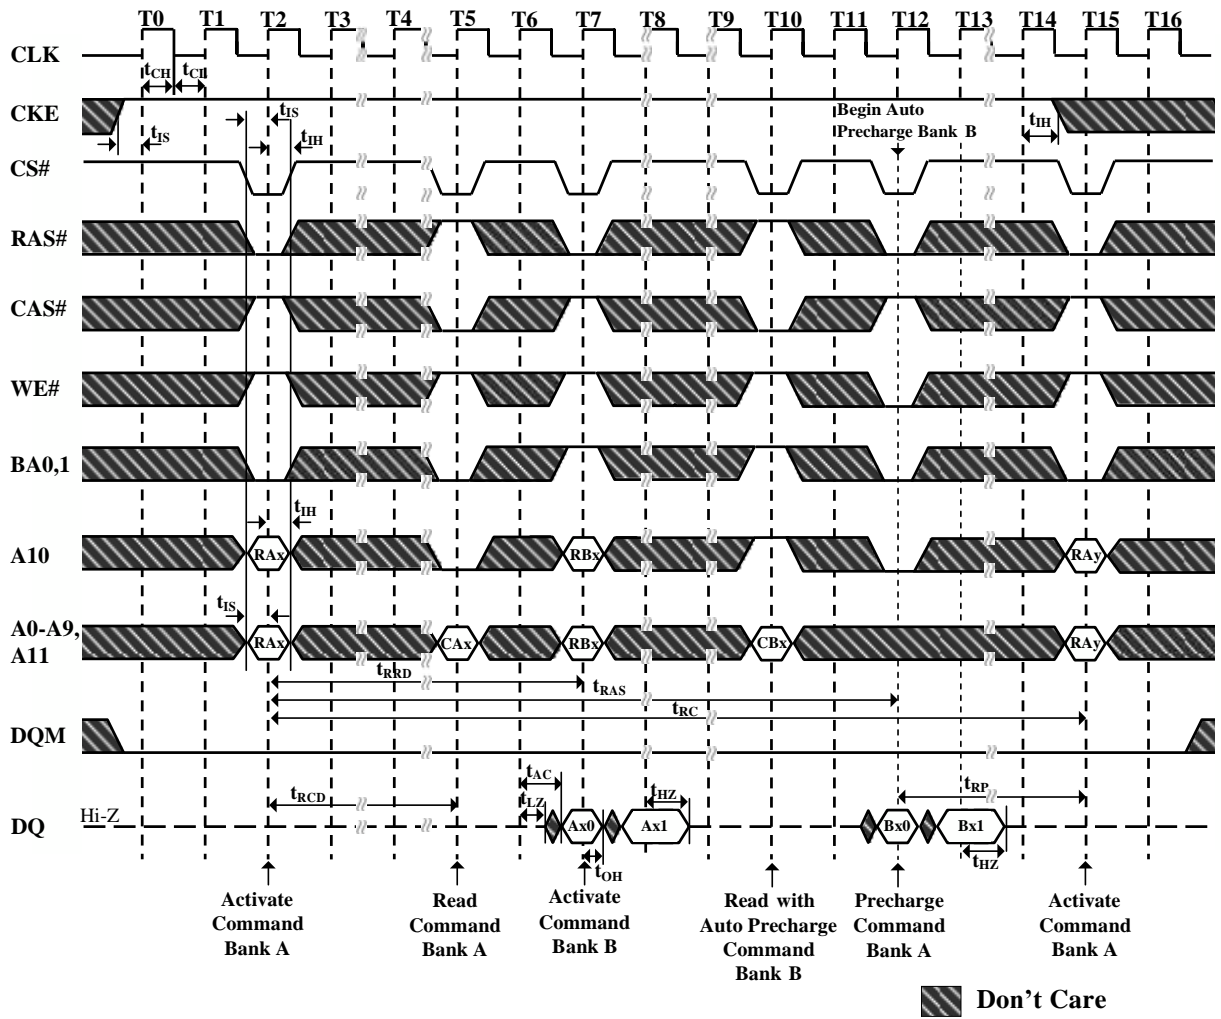 T0 T1 T2 T3 T4 T5 T6 T7 T8 T9 T10 T11 T12 T13 T14 T15 T16
CLK
tCH tCL
CKE
tIS
tIS
tIH
Begin Auto
Precharge Bank B
tIH
CS#
RAS#
CAS#
WE#
BA0,1
tIH
A10
RAx
RBx
RAy
tIS
A0-A9,
A11
RAx
CAx
RBx
CBx
RAy
tRRD
tRAS
tRC
DQM
tAC
tLZ
tHZ
tRCD
tRP
Hi-Z
DQ
Ax0
Ax1
Bx0
Bx1
tOH
tHZ
Activate
Command
Bank A
Read
Command
Bank A
Activate
Command
Bank B
Read with
Auto Precharge
Command
Bank B
Precharge
Command
Bank A
Activate
Command
Bank A
Don't Care